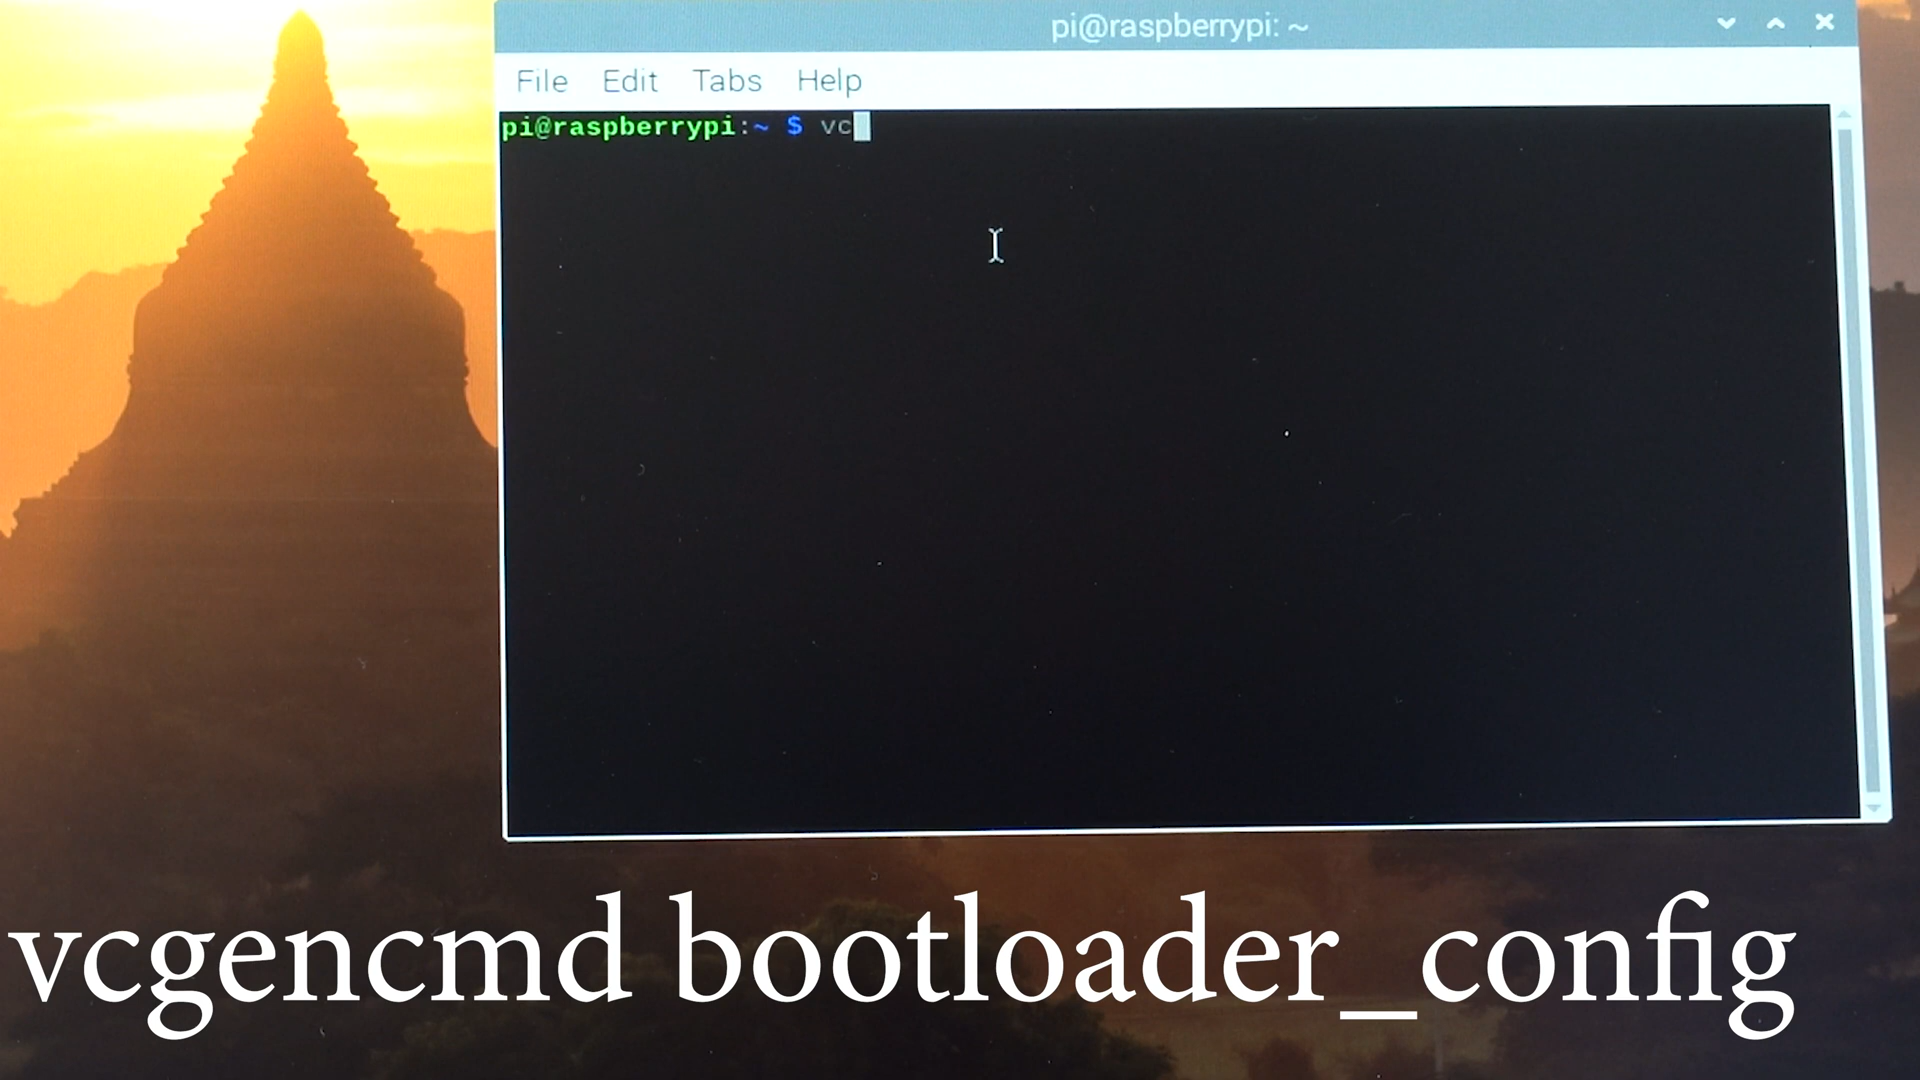 pi@raspberrypi: ~
File Edit Tabs Help
pi@raspberrypi:~ $ vc
vcgencmd bootloader_config